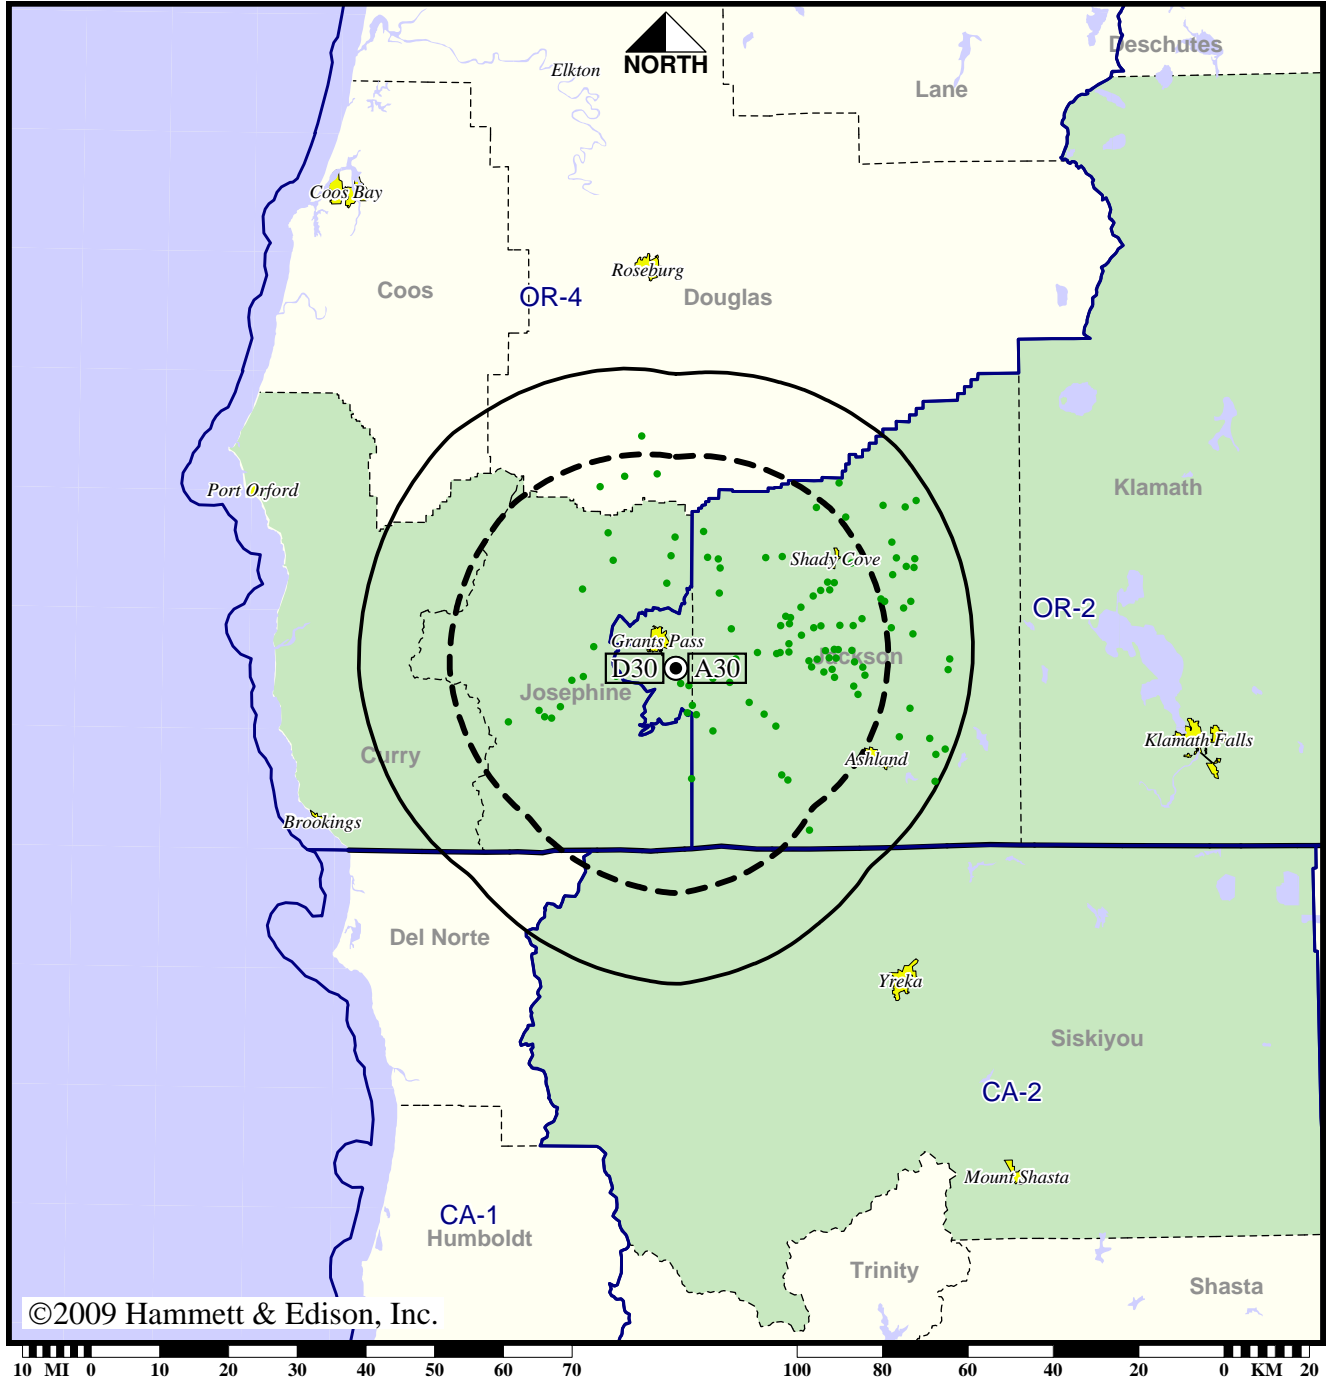 Deschutes
Elkton
NORTH
Lane
Coos Bay
Roseburg
Coos
OR-4
Douglas
Port Orford
Klamath
Shady Cove
OR-2
Grants Pass
Jackson
D30
A30
Josephine
Klamath Falls
Curry
Ashland
Brookings
Del Norte
Yreka
Siskiyou
CA-2
Mount Shasta
CA-1
Humboldt
Trinity
Shasta
©2009 Hammett & Edison, Inc.
10 MI 0 10 20 30 40 50 60 70 100 80 60 40 20 0 KM 20